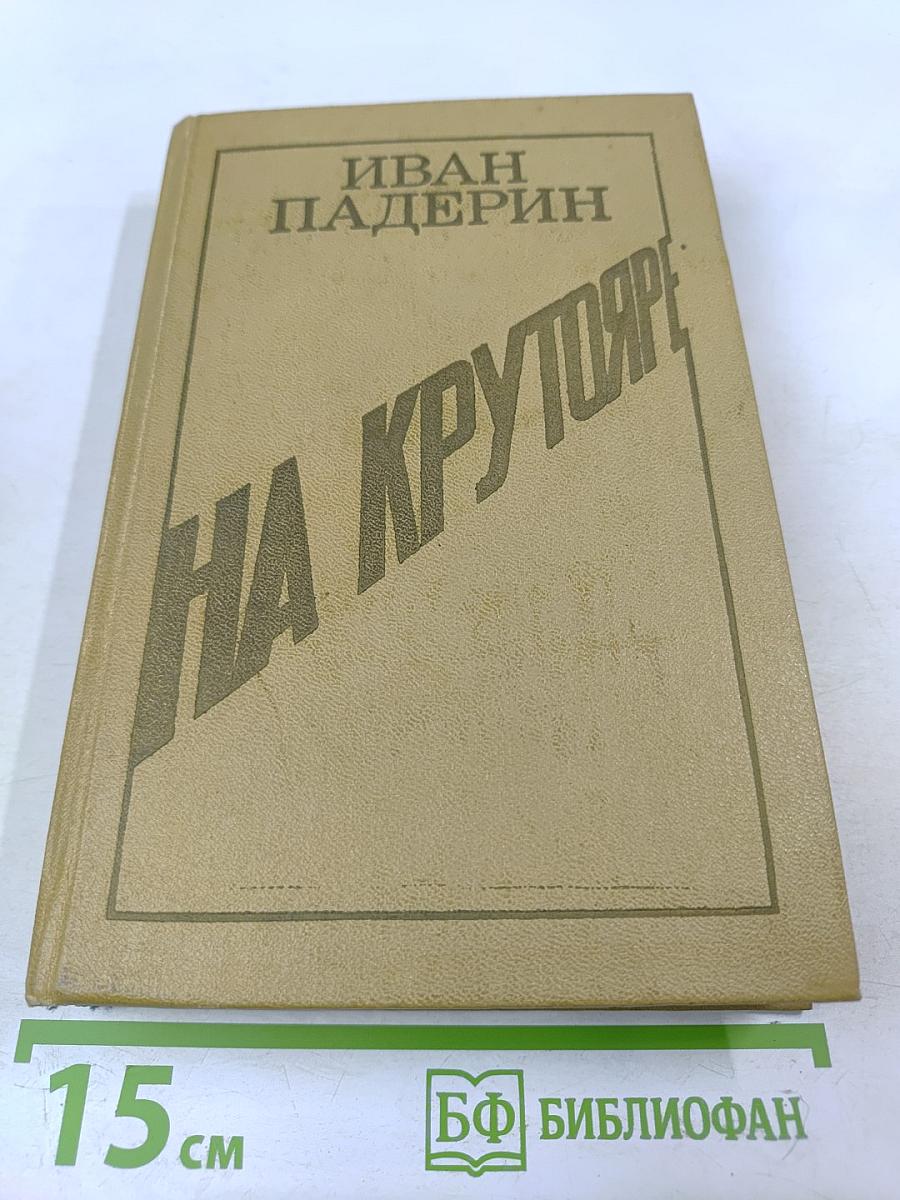 ИВАН
ПАДЕРИН
НА КРУТОЯРЕ
15 см
БФ БИБЛИОФАН